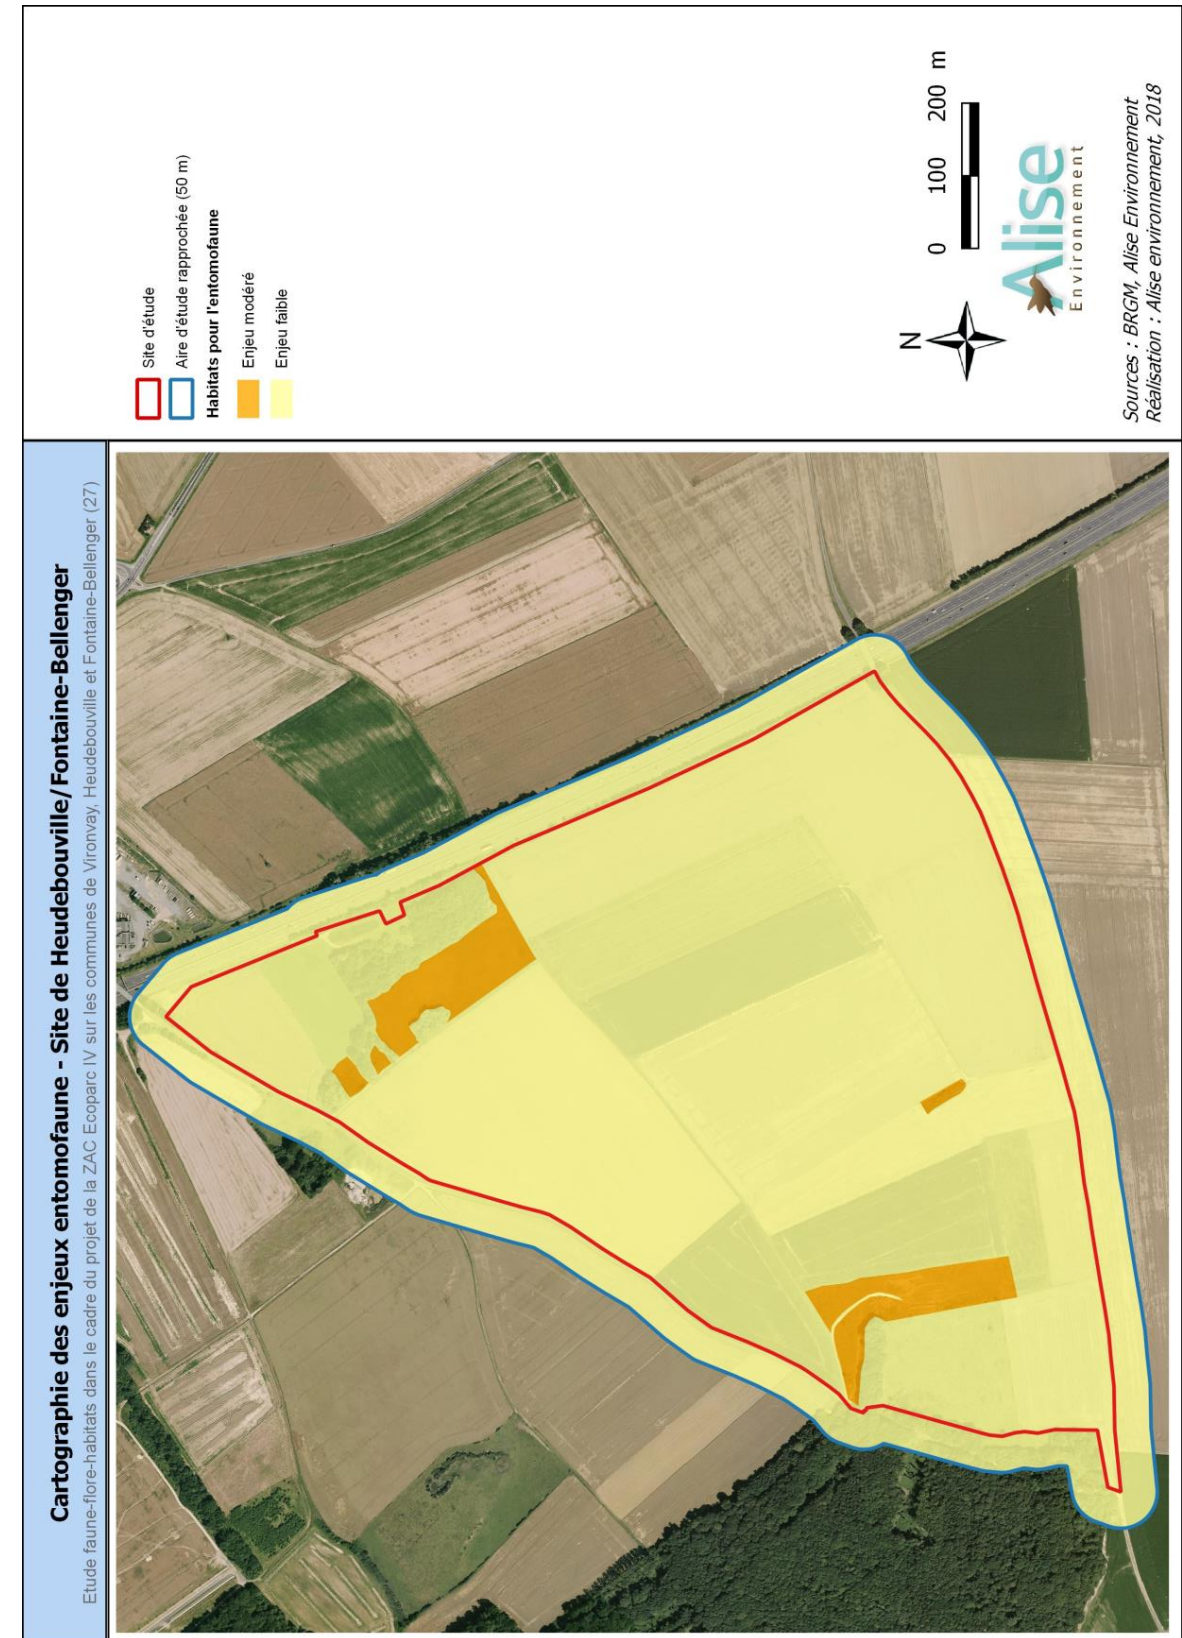 Cartographie des enjeux entomofaune - Site de Heudebouville/Fontaine-Bellenger
Etude faune-flore-habitats dans le cadre du projet de la ZAC Ecoparc IV sur les communes de Vironvay, Heudebouville et Fontaine-Bellenger (27)
Site d'étude
Aire d'étude rapprochée (50 m)
Habitats pour l'entomofaune
Enjeu modéré
Enjeu faible
N
0 100 200 m
Alise
Environnement
Sources : BRGM, Alise Environnement
Réalisation : Alise environnement, 2018